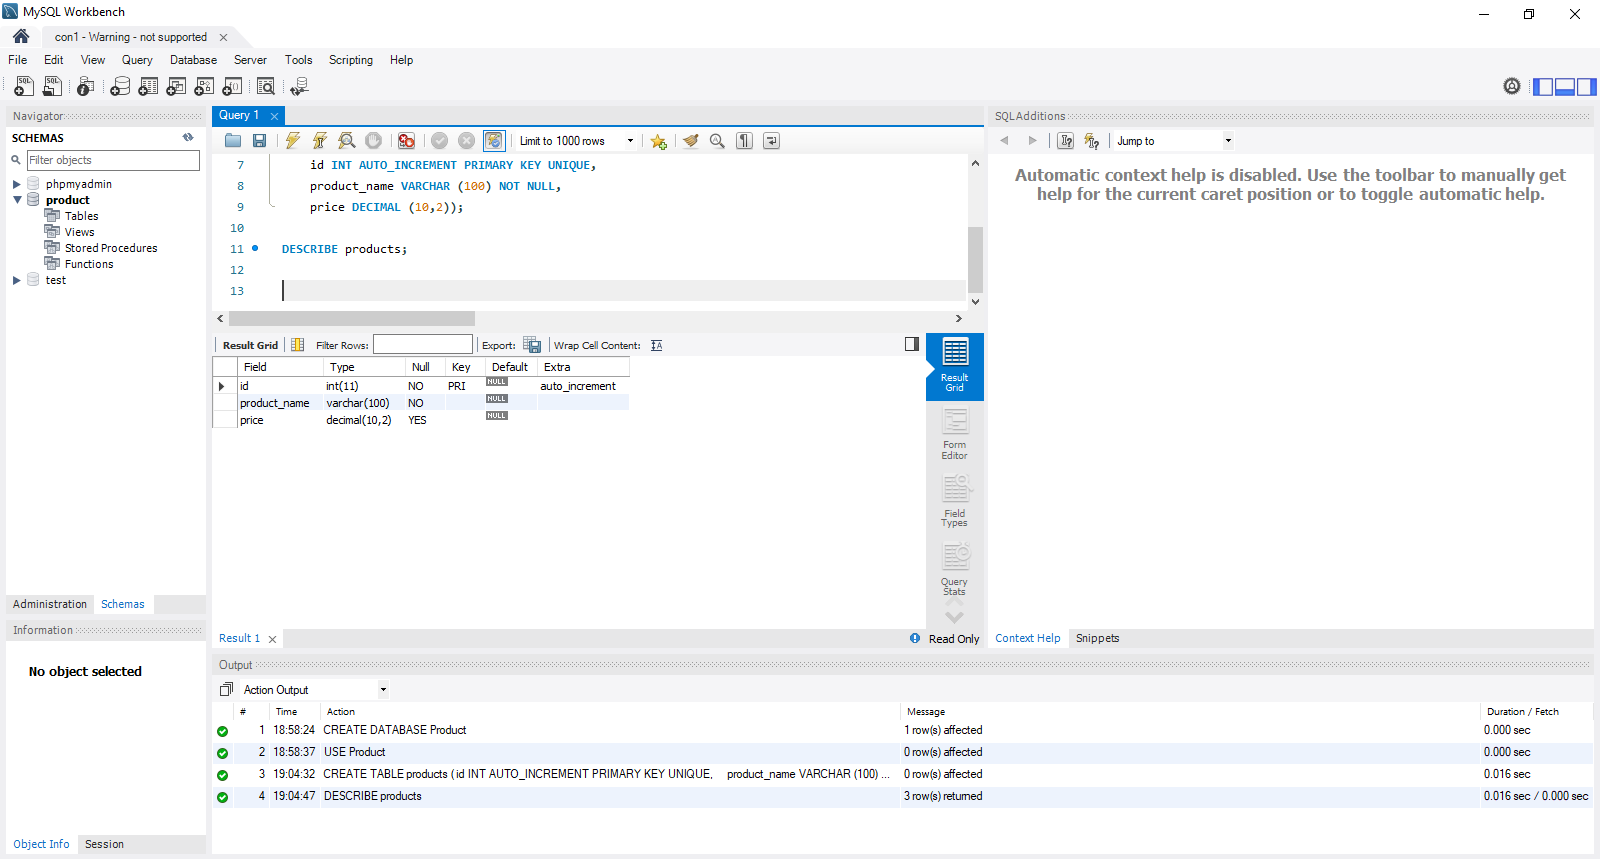 MySQL Workbench
con1 - Warning - not supported
File Edit View Query Database Server Tools Scripting Help
Navigator
SCHEMAS
Filter objects
phpmyadmin
product
Tables
Views
Stored Procedures
Functions
test
Administration Schemas
Information
No object selected
Object Info Session
Query 1
Limit to 1000 rows
7 id INT AUTO_INCREMENT PRIMARY KEY UNIQUE,
8 product_name VARCHAR (100) NOT NULL,
9 price DECIMAL (10,2));
10
11 DESCRIBE products;
12
13
Result Grid Filter Rows: Export: Wrap Cell Content:
Field Type Null Key Default Extra
id int(11) NO PRI NULL auto_increment
product_name varchar(100) NO NULL
price decimal(10,2) YES NULL
Result
Grid
Form
Editor
Field
Types
Query
Stats
Result 1 Read Only
SQLAdditions
Jump to
Automatic context help is disabled. Use the toolbar to manually get
help for the current caret position or to toggle automatic help.
Context Help Snippets
Output
Action Output
# Time Action Message Duration / Fetch
1 18:58:24 CREATE DATABASE Product 1 row(s) affected 0.000 sec
2 18:58:37 USE Product 0 row(s) affected 0.000 sec
3 19:04:32 CREATE TABLE products ( id INT AUTO_INCREMENT PRIMARY KEY UNIQUE, product_name VARCHAR (100) ... 0 row(s) affected 0.016 sec
4 19:04:47 DESCRIBE products 3 row(s) returned 0.016 sec / 0.000 sec